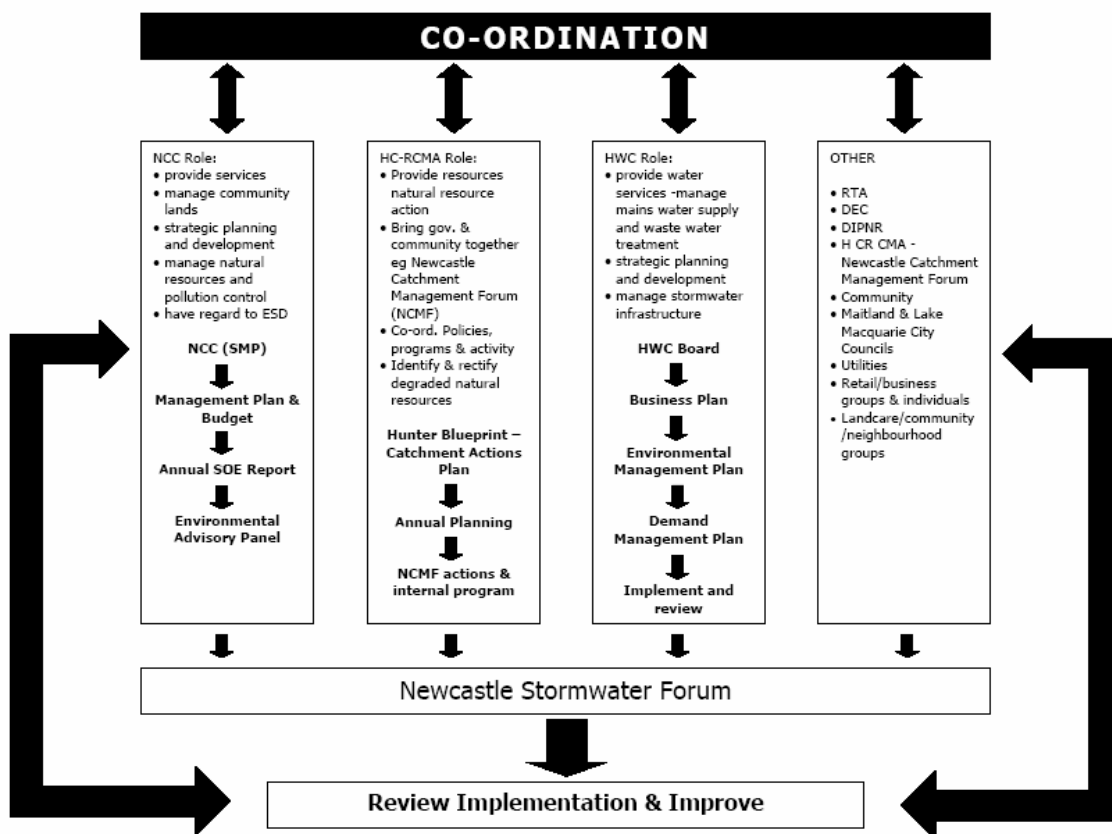 CO-ORDINATION
NCC Role:
• provide services
• manage community
lands
• strategic planning
and development
• manage natural
resources and
pollution control
• have regard to ESD
NCC (SMP)
Management Plan &
Budget
Annual SOE Report
Environmental
Advisory Panel
HC-RCMA Role:
• Provide resources
natural resource
action
• Bring gov. &
community together
eg Newcastle
Catchment
Management Forum
(NCMF)
• Co-ord. Policies,
programs & activity
• Identify & rectify
degraded natural
resources
Hunter Blueprint –
Catchment Actions
Plan
Annual Planning
NCMF actions &
internal program
HWC Role:
• provide water
services -manage
mains water supply
and waste water
treatment
• strategic planning
and development
• manage stormwater
infrastructure
HWC Board
Business Plan
Environmental
Management Plan
Demand
Management Plan
Implement and
review
OTHER
• RTA
• DEC
• DIPNR
• H CR CMA -
Newcastle Catchment
Management Forum
• Community
• Maitland & Lake
Macquarie City
Councils
• Utilities
• Retail/business
groups & individuals
• Landcare/community
/neighbourhood
groups
Newcastle Stormwater Forum
Review Implementation & Improve